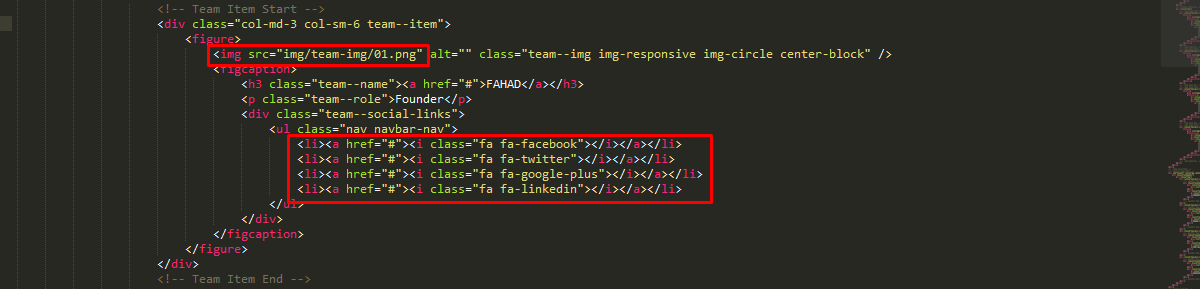 <!-- Team Item Start -->
<div class="col-md-3 col-sm-6 team--item">
<figure>
<img src="img/team-img/01.png" alt="" class="team--img img-responsive img-circle center-block" />
<figcaption>
<h3 class="team--name"><a href="#">FAHAD</a></h3>
<p class="team--role">Founder</p>
<div class="team--social-links">
<ul class="nav navbar-nav">
<li><a href="#"><i class="fa fa-facebook"></i></a></li>
<li><a href="#"><i class="fa fa-twitter"></i></a></li>
<li><a href="#"><i class="fa fa-google-plus"></i></a></li>
<li><a href="#"><i class="fa fa-linkedin"></i></a></li>
</ul>
</div>
</figcaption>
</figure>
</div>
<!-- Team Item End -->